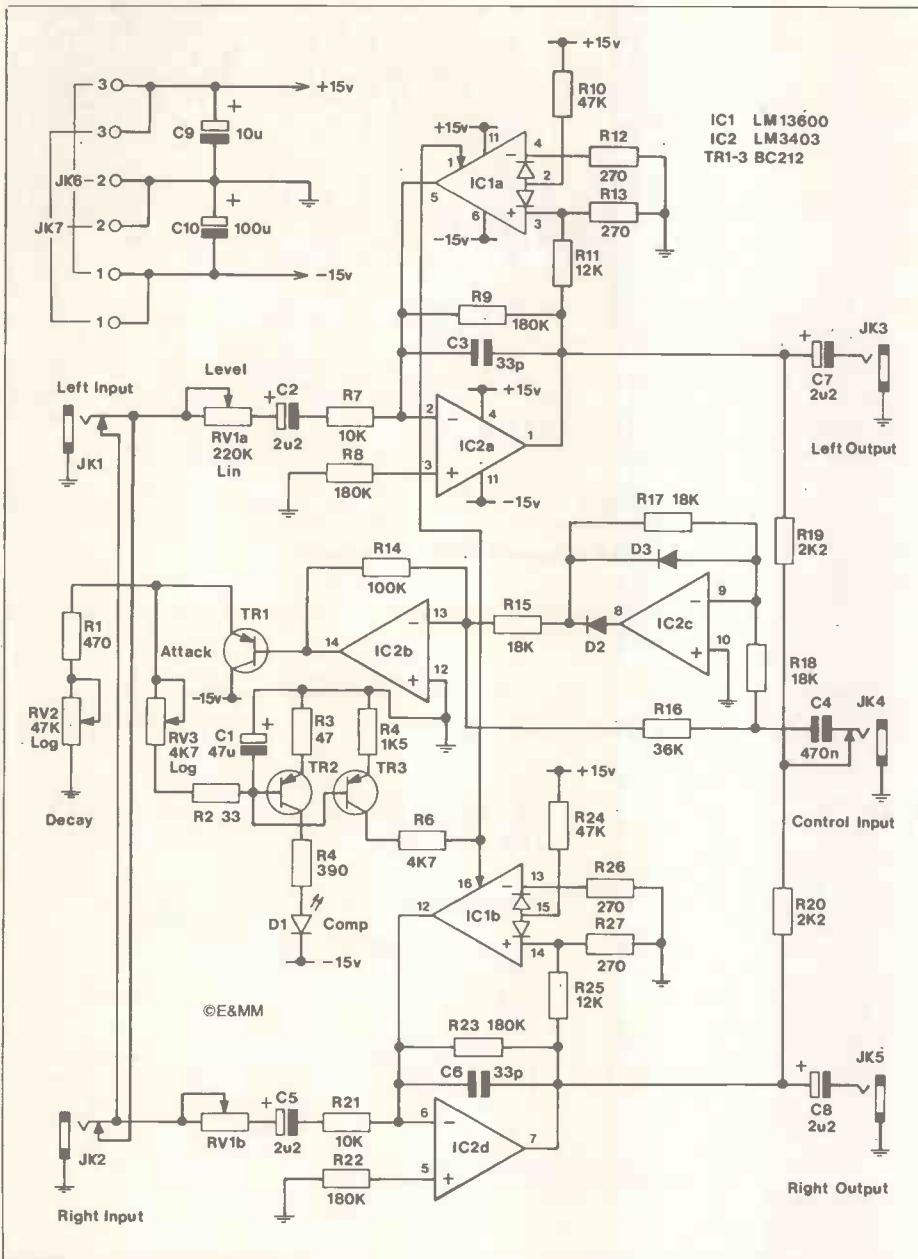 3
3
JK6
2
2
JK7
1
1
+
C9
10u
+
C10
100u
+15v
-15v
+15v
R10
47K
IC1 LM13600
IC2 LM3403
TR1-3 BC212
+15v
11
1
4
-
2
IC1a
5
+
3
6
-15v
R12
270
R13
270
R11
12K
R9
180K
C3
33p
Left Input
JK1
Level
RV1a
220K
Lin
+
C2
2u2
R7
10K
R8
180K
2
-
+15v
4
IC2a
1
3
+
11
-15v
+
C7
2u2
JK3
Left Output
R17 18K
D3
R19
2K2
R14
100K
R15
18K
D2
8
IC2c
-
9
+
10
R18
18K
R1
470
Attack
TR1
-15v
14
IC2b
-
13
+
12
RV2
47K
Log
RV3
4K7
Log
C1
47u
+
R3
47
R4
1K5
TR2
TR3
R16
36K
C4
470n
JK4
Control Input
Decay
R2 33
R6
4K7
R4
390
D1
Comp
-15v
+15v
R24
47K
16
13
-
12
IC1b
15
+
14
R26
270
R27
270
R20
2K2
R25
12K
©E&MM
R23 180K
C6
33p
JK2
Right Input
RV1b
+
C5
2u2
R21
10K
R22
180K
6
-
IC2d
7
5
+
+
C8
2u2
JK5
Right Output